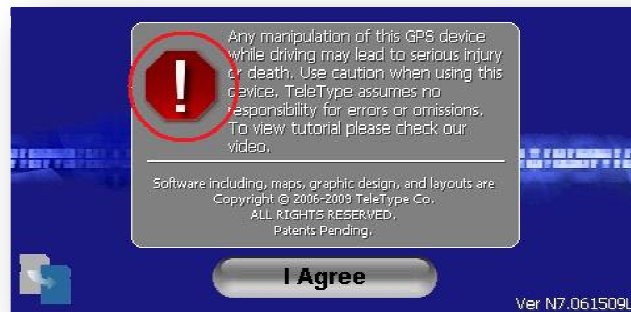 Any manipulation of this GPS device
while driving may lead to serious injury
or death. Use caution when using this
device. TeleType assumes no
responsibility for errors or omissions.
To view tutorial please check our
video.
Software including, maps, graphic design, and layouts are
Copyright © 2006-2009 TeleType Co.
ALL RIGHTS RESERVED.
Patents Pending.
I Agree
Ver N7.061509L